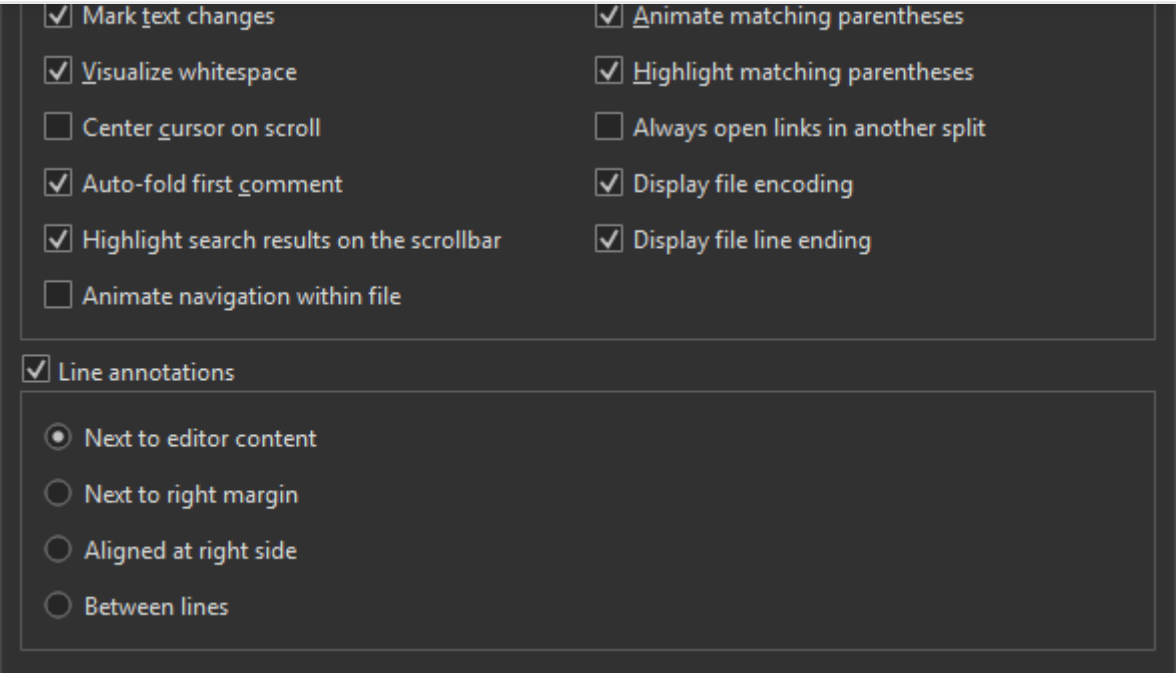 Mark text changes
Animate matching parentheses
Visualize whitespace
Highlight matching parentheses
Center cursor on scroll
Always open links in another split
Auto-fold first comment
Display file encoding
Highlight search results on the scrollbar
Display file line ending
Animate navigation within file
Line annotations
Next to editor content
Next to right margin
Aligned at right side
Between lines